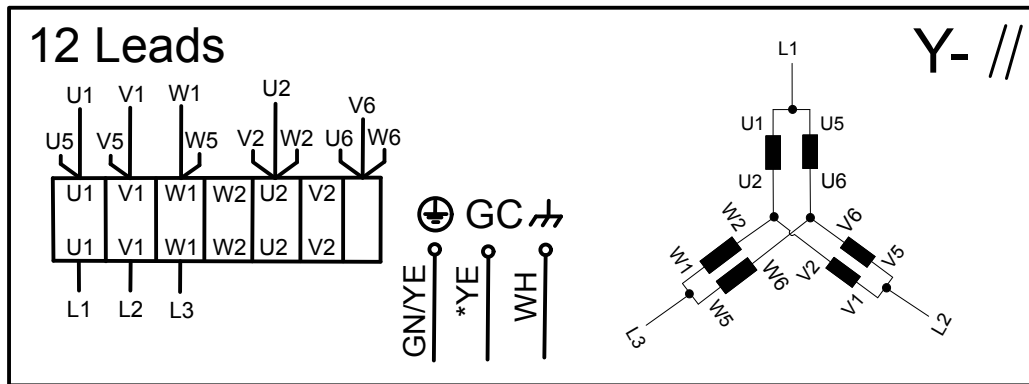 12 Leads
Y- //
U1 V1 W1 U2 V6
U5 V5 W5 V2 W2 U6 W6
U1 V1 W1 W2 U2 V2
U1 V1 W1 W2 U2 V2
L1 L2 L3
GC
GN/YE
*YE
WH
L1
U1 U5
U2 U6
W2 V6
W1 W6 V2 V5
W5 V1
L3 L2